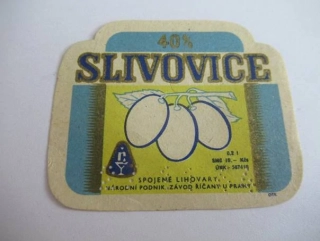 40%
SLIVOVICE
0,5 l
SPOJENÉ LIHOVARY
NÁRODNÍ PODNIK ZÁVOD ŘÍČANY U PRAHY